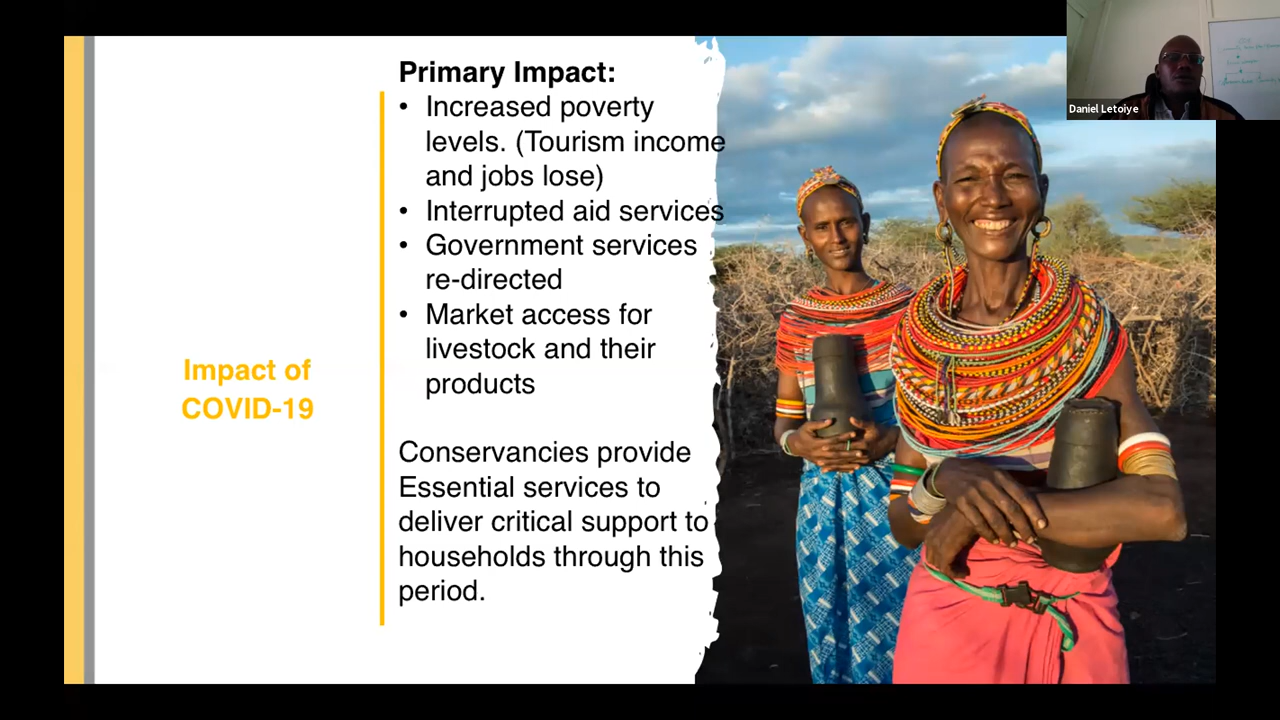 Primary Impact:
• Increased poverty
levels. (Tourism income
and jobs lose)
• Interrupted aid services
• Government services
re-directed
• Market access for
livestock and their
products
Conservancies provide
Essential services to
deliver critical support to
households through this
period.
Impact of
COVID-19
Daniel Letoiye